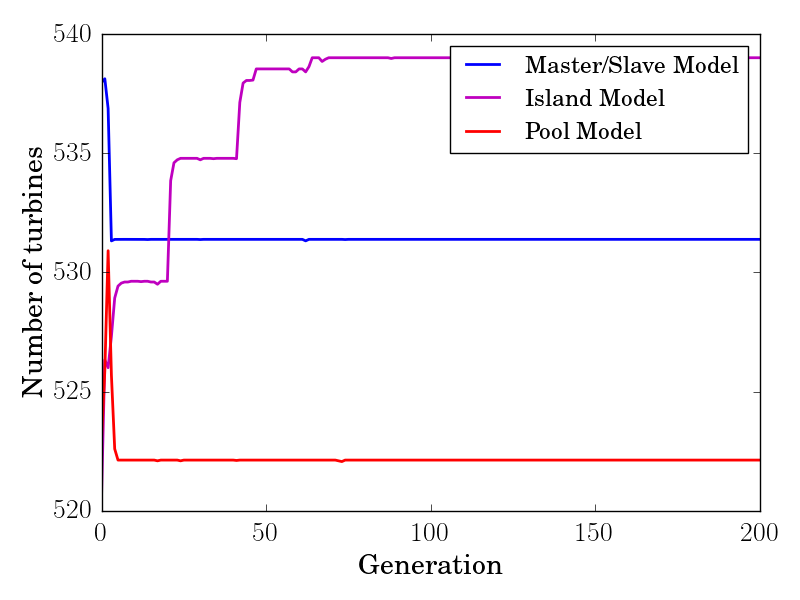 540
535
530
525
520
Number of turbines
Master/Slave Model
Island Model
Pool Model
0
50
100
150
200
Generation